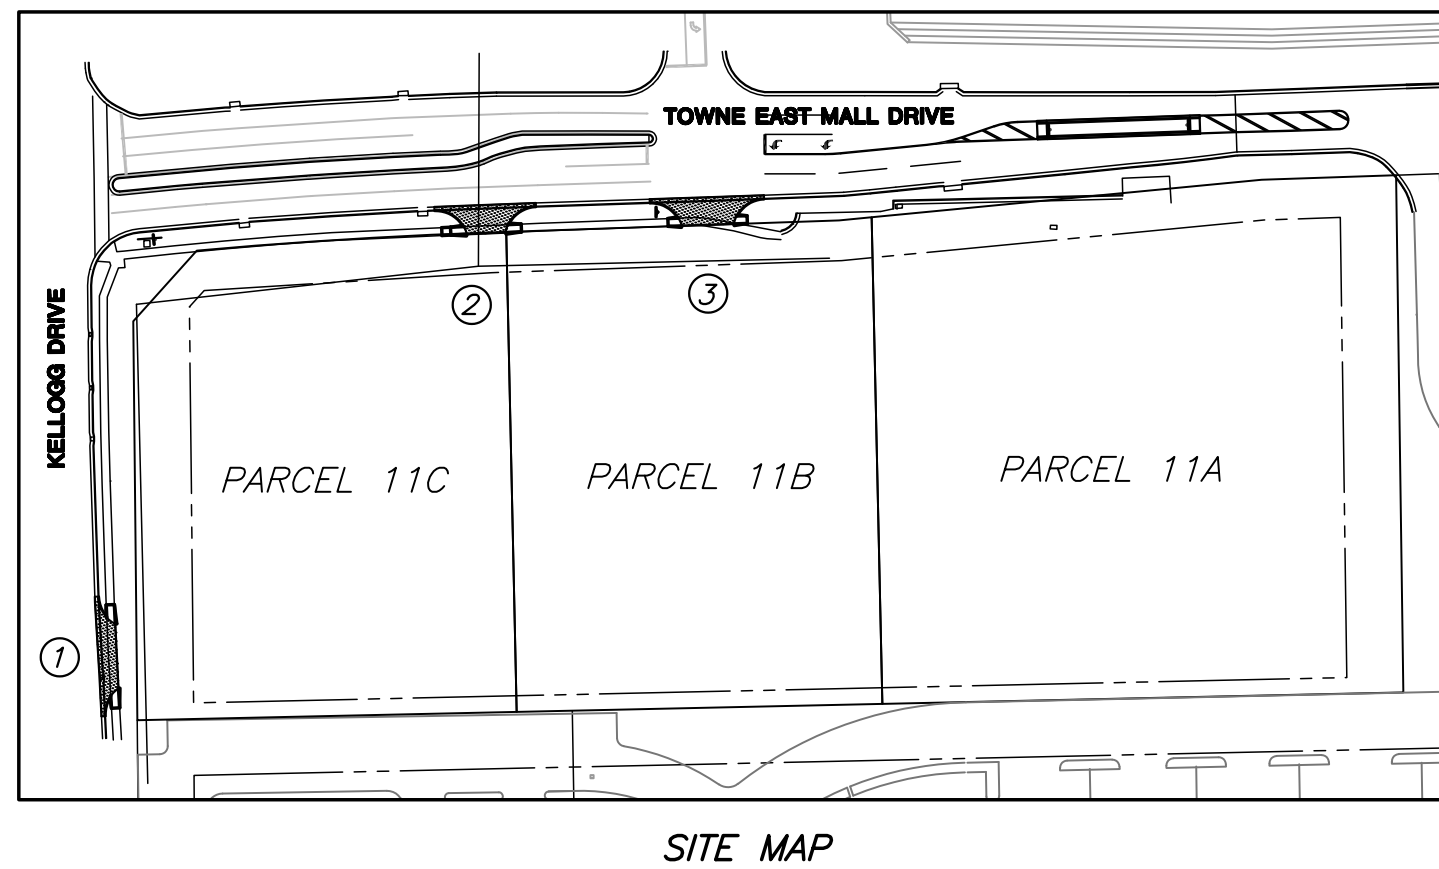 TOWNE EAST MALL DRIVE
KELLOGG DRIVE
2
3
PARCEL 11C
PARCEL 11B
PARCEL 11A
1
SITE MAP